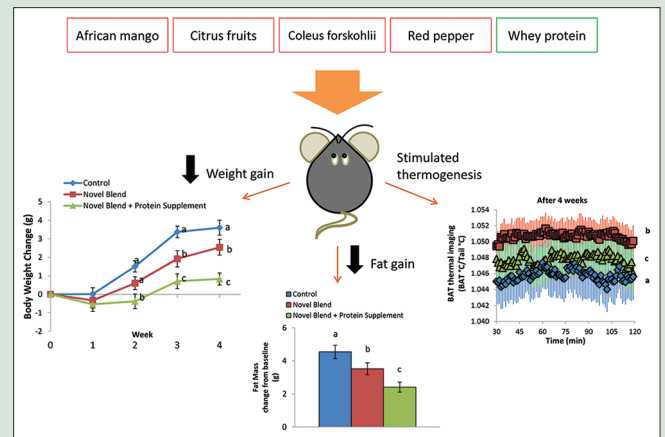 African mango
Citrus fruits
Coleus forskohlii
Red pepper
Whey protein
Weight gain
Stimulated
thermogenesis
Fat gain
Control
Novel Blend
Novel Blend + Protein Supplement
Body Weight Change (g)
5
4
3
2
1
0
-1
-2
a
a
a
b
b
b
c
c
Week
0 1 2 3 4
Control
Novel Blend
Novel Blend + Protein Supplement
Fat Mass
change from baseline
(g)
6
4
2
0
a
b
c
After 4 weeks
BAT thermal imaging
(BAT °C/Tail °C)
1.054
1.052
1.050
1.048
1.046
1.044
1.042
1.040
b
c
a
30 45 60 75 90 105 120
Time (min)